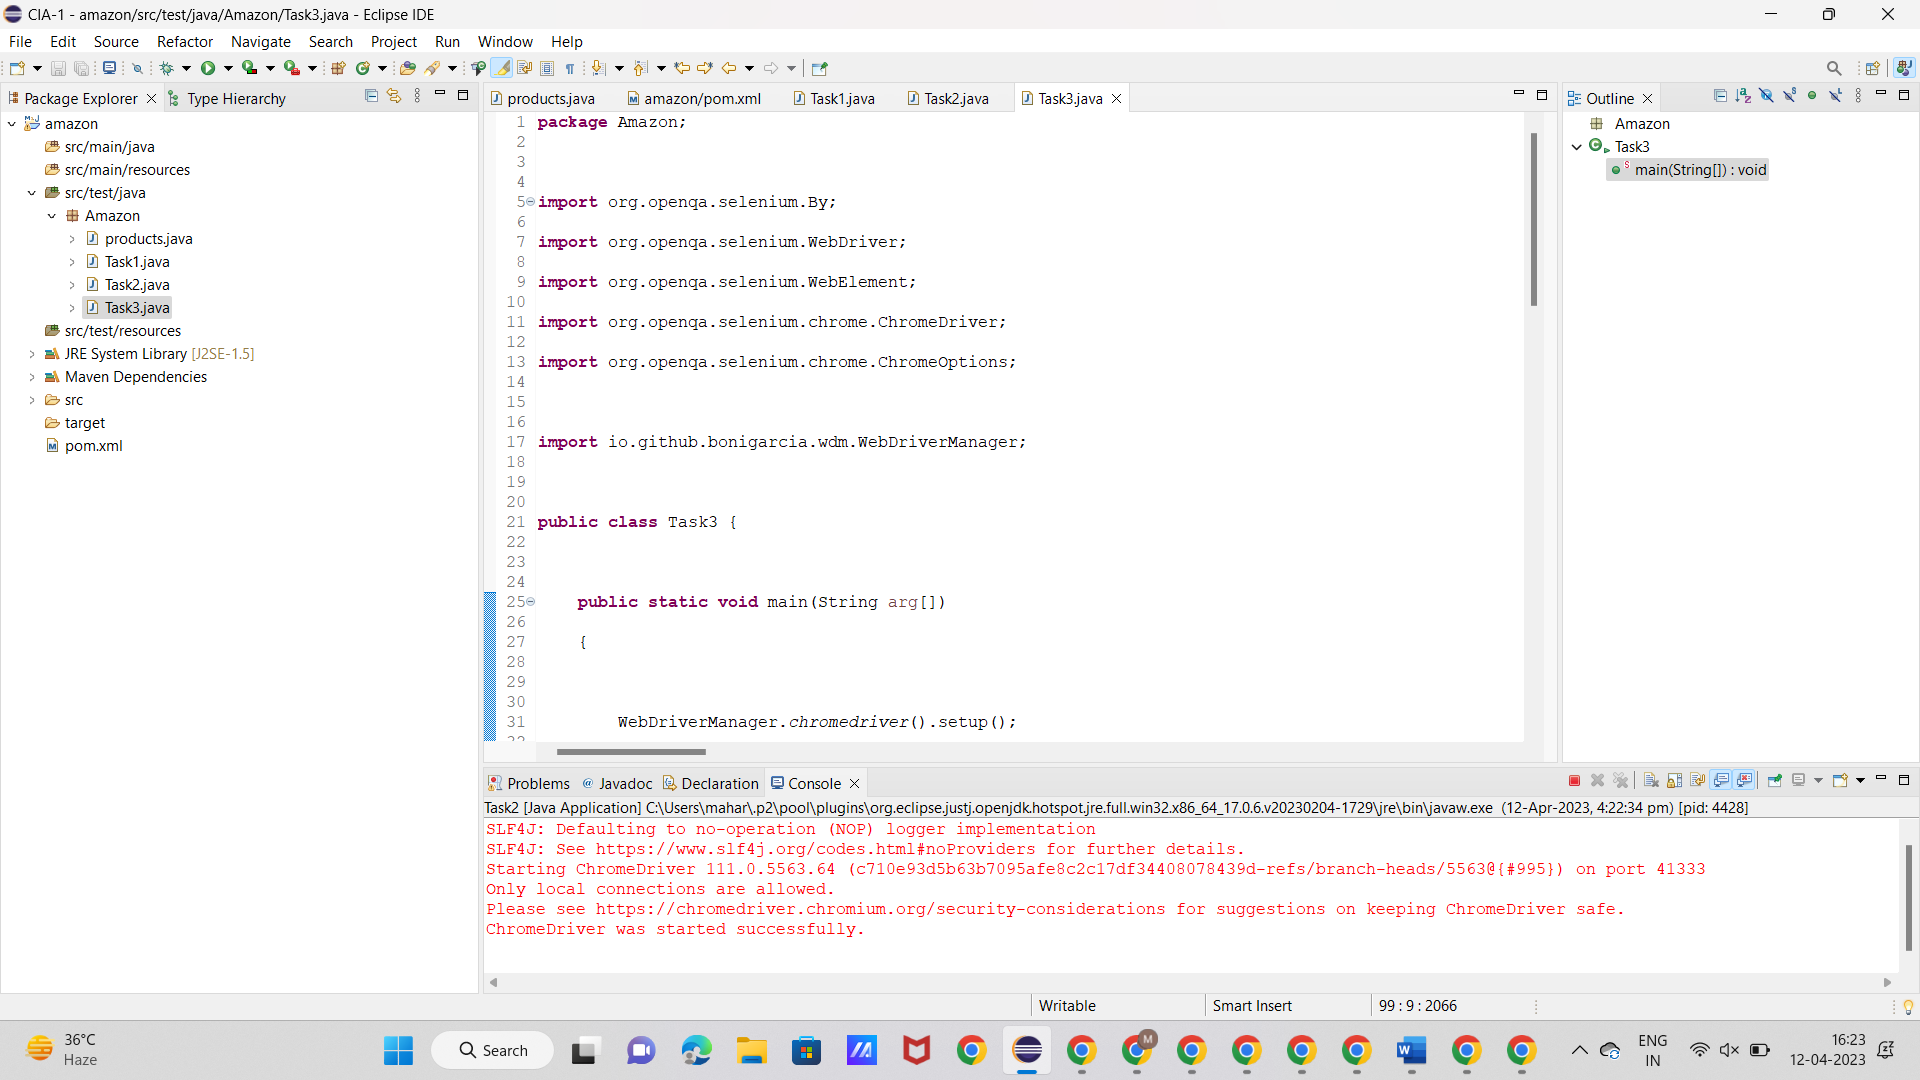 CIA-1 - amazon/src/test/java/Amazon/Task3.java - Eclipse IDE
File Edit Source Refactor Navigate Search Project Run Window Help
Package Explorer
Type Hierarchy
amazon
src/main/java
src/main/resources
src/test/java
Amazon
products.java
Task1.java
Task2.java
Task3.java
src/test/resources
JRE System Library [J2SE-1.5]
Maven Dependencies
src
target
pom.xml
products.java amazon/pom.xml Task1.java Task2.java Task3.java
1 package Amazon;
2
3
4
5 import org.openqa.selenium.By;
6
7 import org.openqa.selenium.WebDriver;
8
9 import org.openqa.selenium.WebElement;
10
11 import org.openqa.selenium.chrome.ChromeDriver;
12
13 import org.openqa.selenium.chrome.ChromeOptions;
14
15
16
17 import io.github.bonigarcia.wdm.WebDriverManager;
18
19
20
21 public class Task3 {
22
23
24
25 public static void main(String arg[])
26
27 {
28
29
30
31 WebDriverManager.chromedriver().setup();
32
Outline
Amazon
Task3
main(String[]) : void
Problems Javadoc Declaration Console
Task2 [Java Application] C:\Users\mahar\.p2\pool\plugins\org.eclipse.justj.openjdk.hotspot.jre.full.win32.x86_64_17.0.6.v20230204-1729\jre\bin\javaw.exe (12-Apr-2023, 4:22:34 pm) [pid: 4428]
SLF4J: Defaulting to no-operation (NOP) logger implementation
SLF4J: See https://www.slf4j.org/codes.html#noProviders for further details.
Starting ChromeDriver 111.0.5563.64 (c710e93d5b63b7095afe8c2c17df34408078439d-refs/branch-heads/5563@{#995}) on port 41333
Only local connections are allowed.
Please see https://chromedriver.chromium.org/security-considerations for suggestions on keeping ChromeDriver safe.
ChromeDriver was started successfully.
Writable Smart Insert 99 : 9 : 2066
36°C
Haze
Search
M
ENG
IN
16:23
12-04-2023